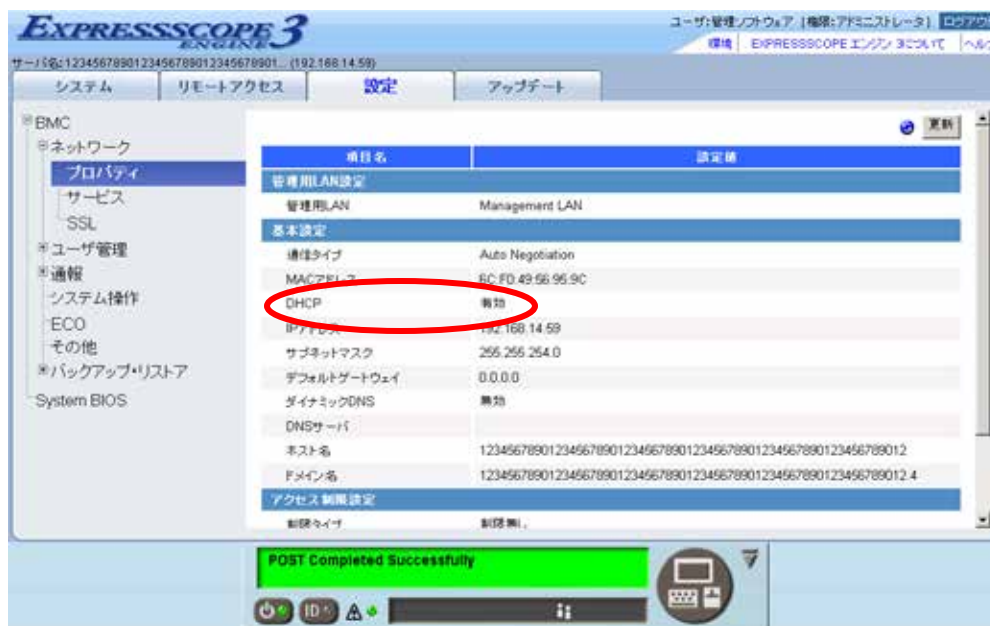 EXPRESSSCOPE
ENGINE 3
ユーザ:管理ソフトウェア [権限:アドミニストレータ] ログアウト
環境 EXPRESSSCOPE エンジン 3について ヘル
サーバ名:1234567890123456789012345678901... (192.168.14.59)
システム リモートアクセス 設定 アップデート
BMC
ネットワーク
プロパティ
サービス
SSL
ユーザ管理
通報
システム操作
ECO
その他
バックアップ・リストア
System BIOS
更新
項目名 設定値
管理用LAN設定
管理用LAN Management LAN
基本設定
通信タイプ Auto Negotiation
MACアドレス
DHCP 有効
IPアドレス 192.168.14.59
サブネットマスク 255.255.254.0
デフォルトゲートウェイ 0.0.0.0
ダイナミックDNS 無効
DNSサーバ
ホスト名 12345678901234567890123456789012345678901234567890123456789012
ドメイン名 12345678901234567890123456789012345678901234567890123456789012.4
アクセス制限設定
制限タイプ 制限無し
POST Completed Successfully
ID